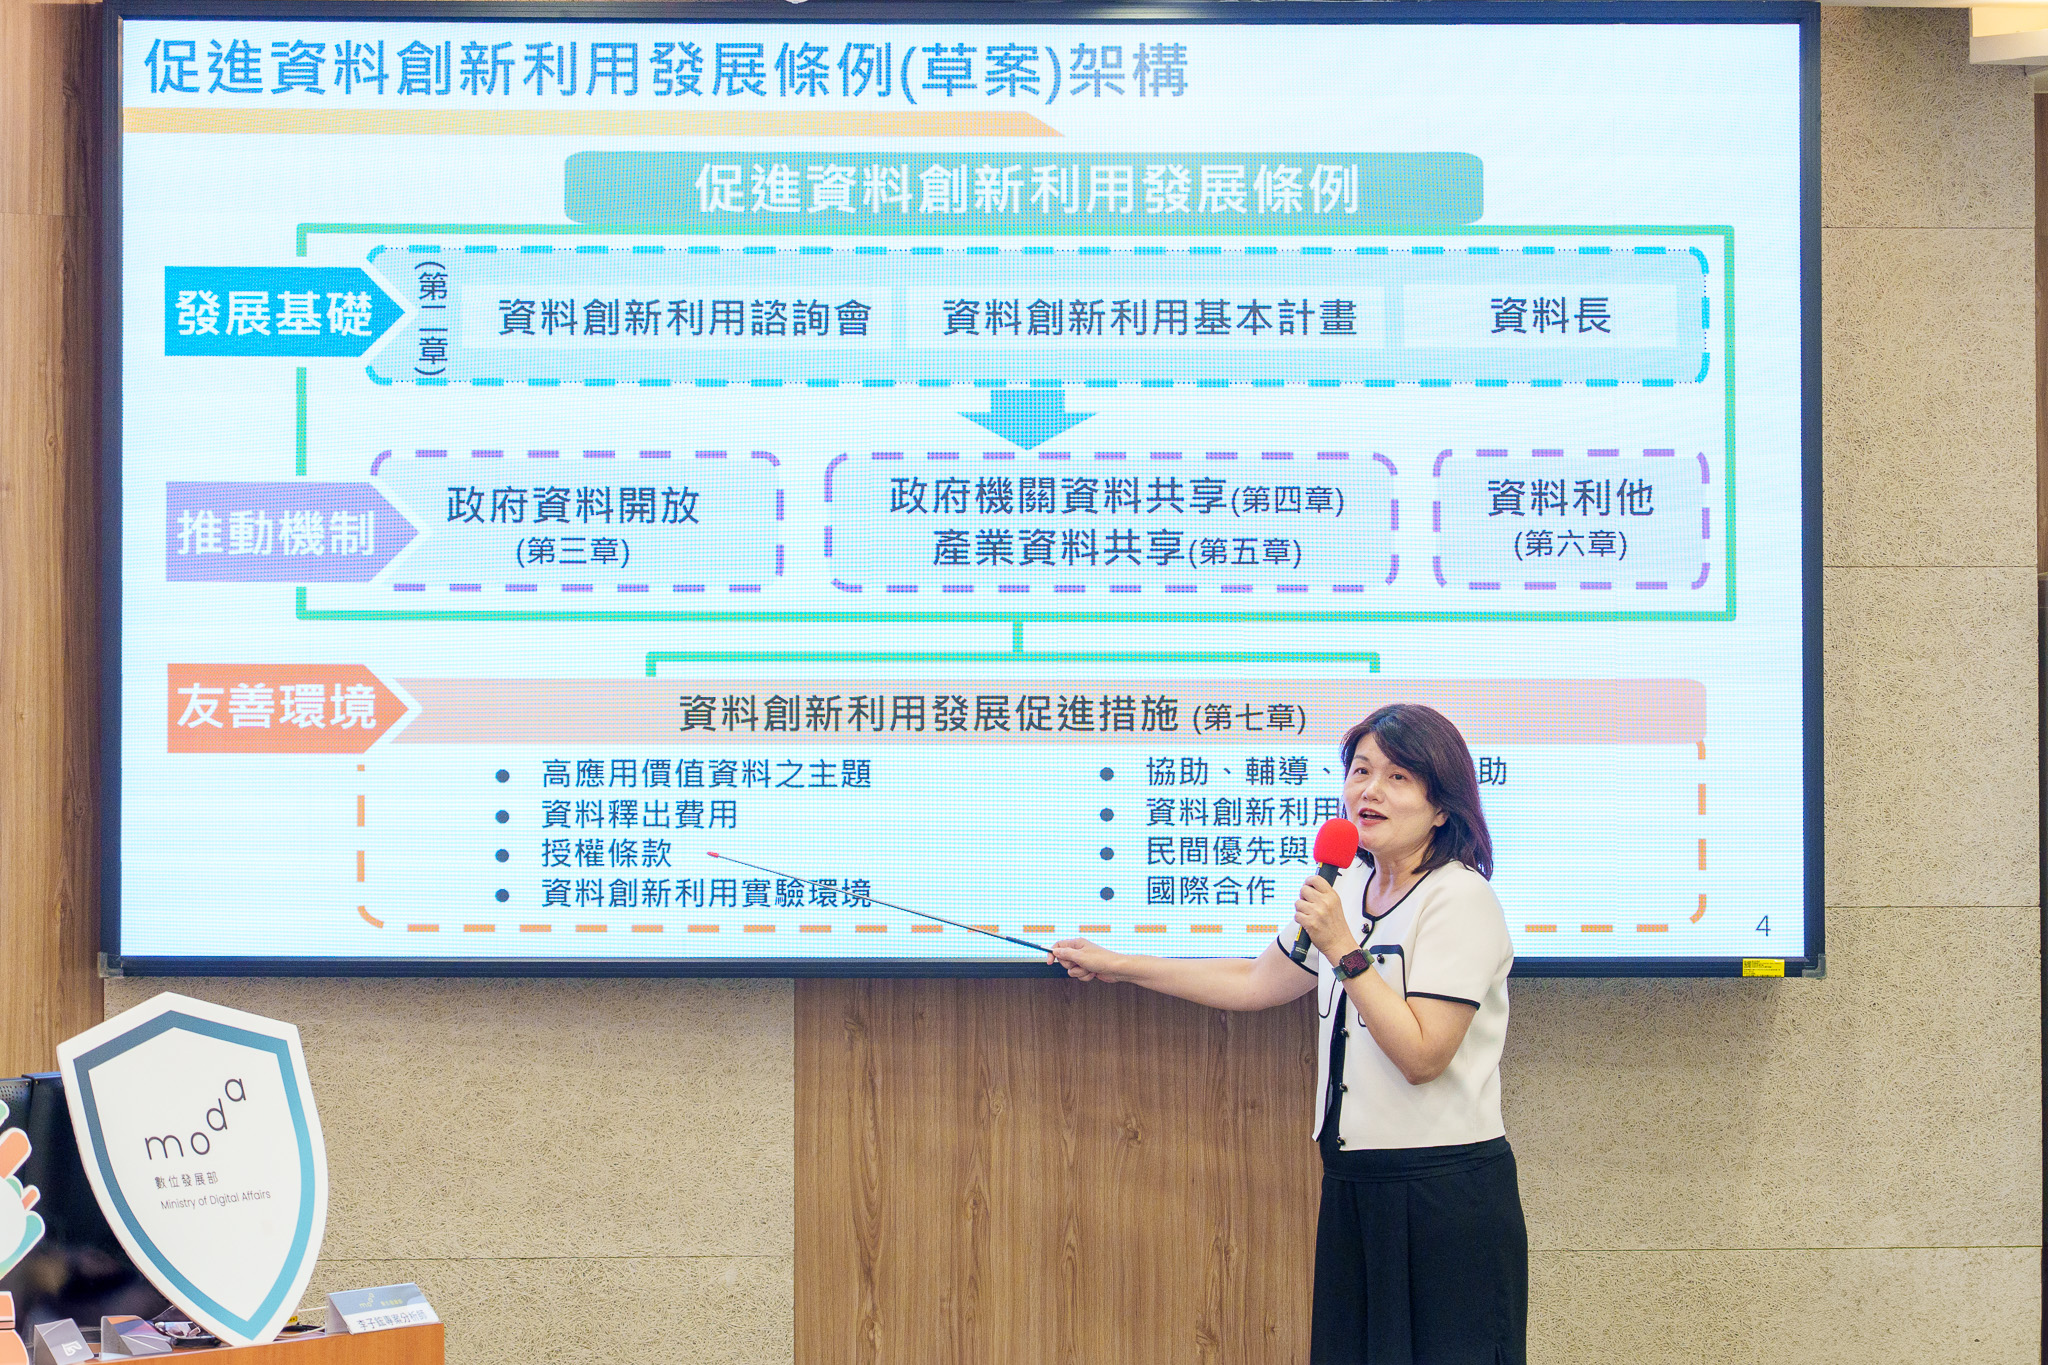 促進資料創新利用發展條例(草案)架構
促進資料創新利用發展條例
發展基礎
(第二章)
資料創新利用諮詢會
資料創新利用基本計畫
資料長
推動機制
政府資料開放
(第三章)
政府機關資料共享(第四章)
產業資料共享(第五章)
資料利他
(第六章)
友善環境
資料創新利用發展促進措施 (第七章)
● 高應用價值資料之主題
● 資料釋出費用
● 授權條款
● 資料創新利用實驗環境
● 協助、輔導、 助
● 資料創新利用
● 民間優先與
● 國際合作
4
moda
數位發展部
Ministry of Digital Affairs
moda